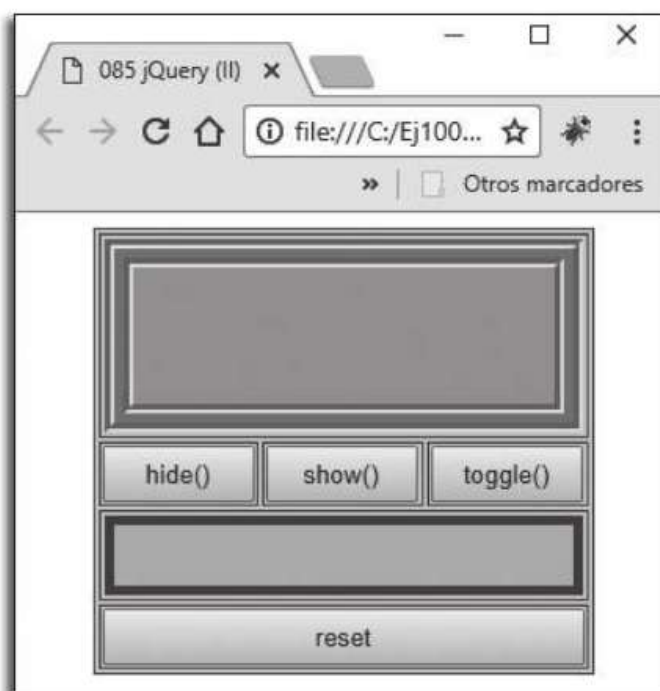 085 jQuery (II)
file:///C:/Ej100...
» Otros marcadores
hide() show() toggle()
reset